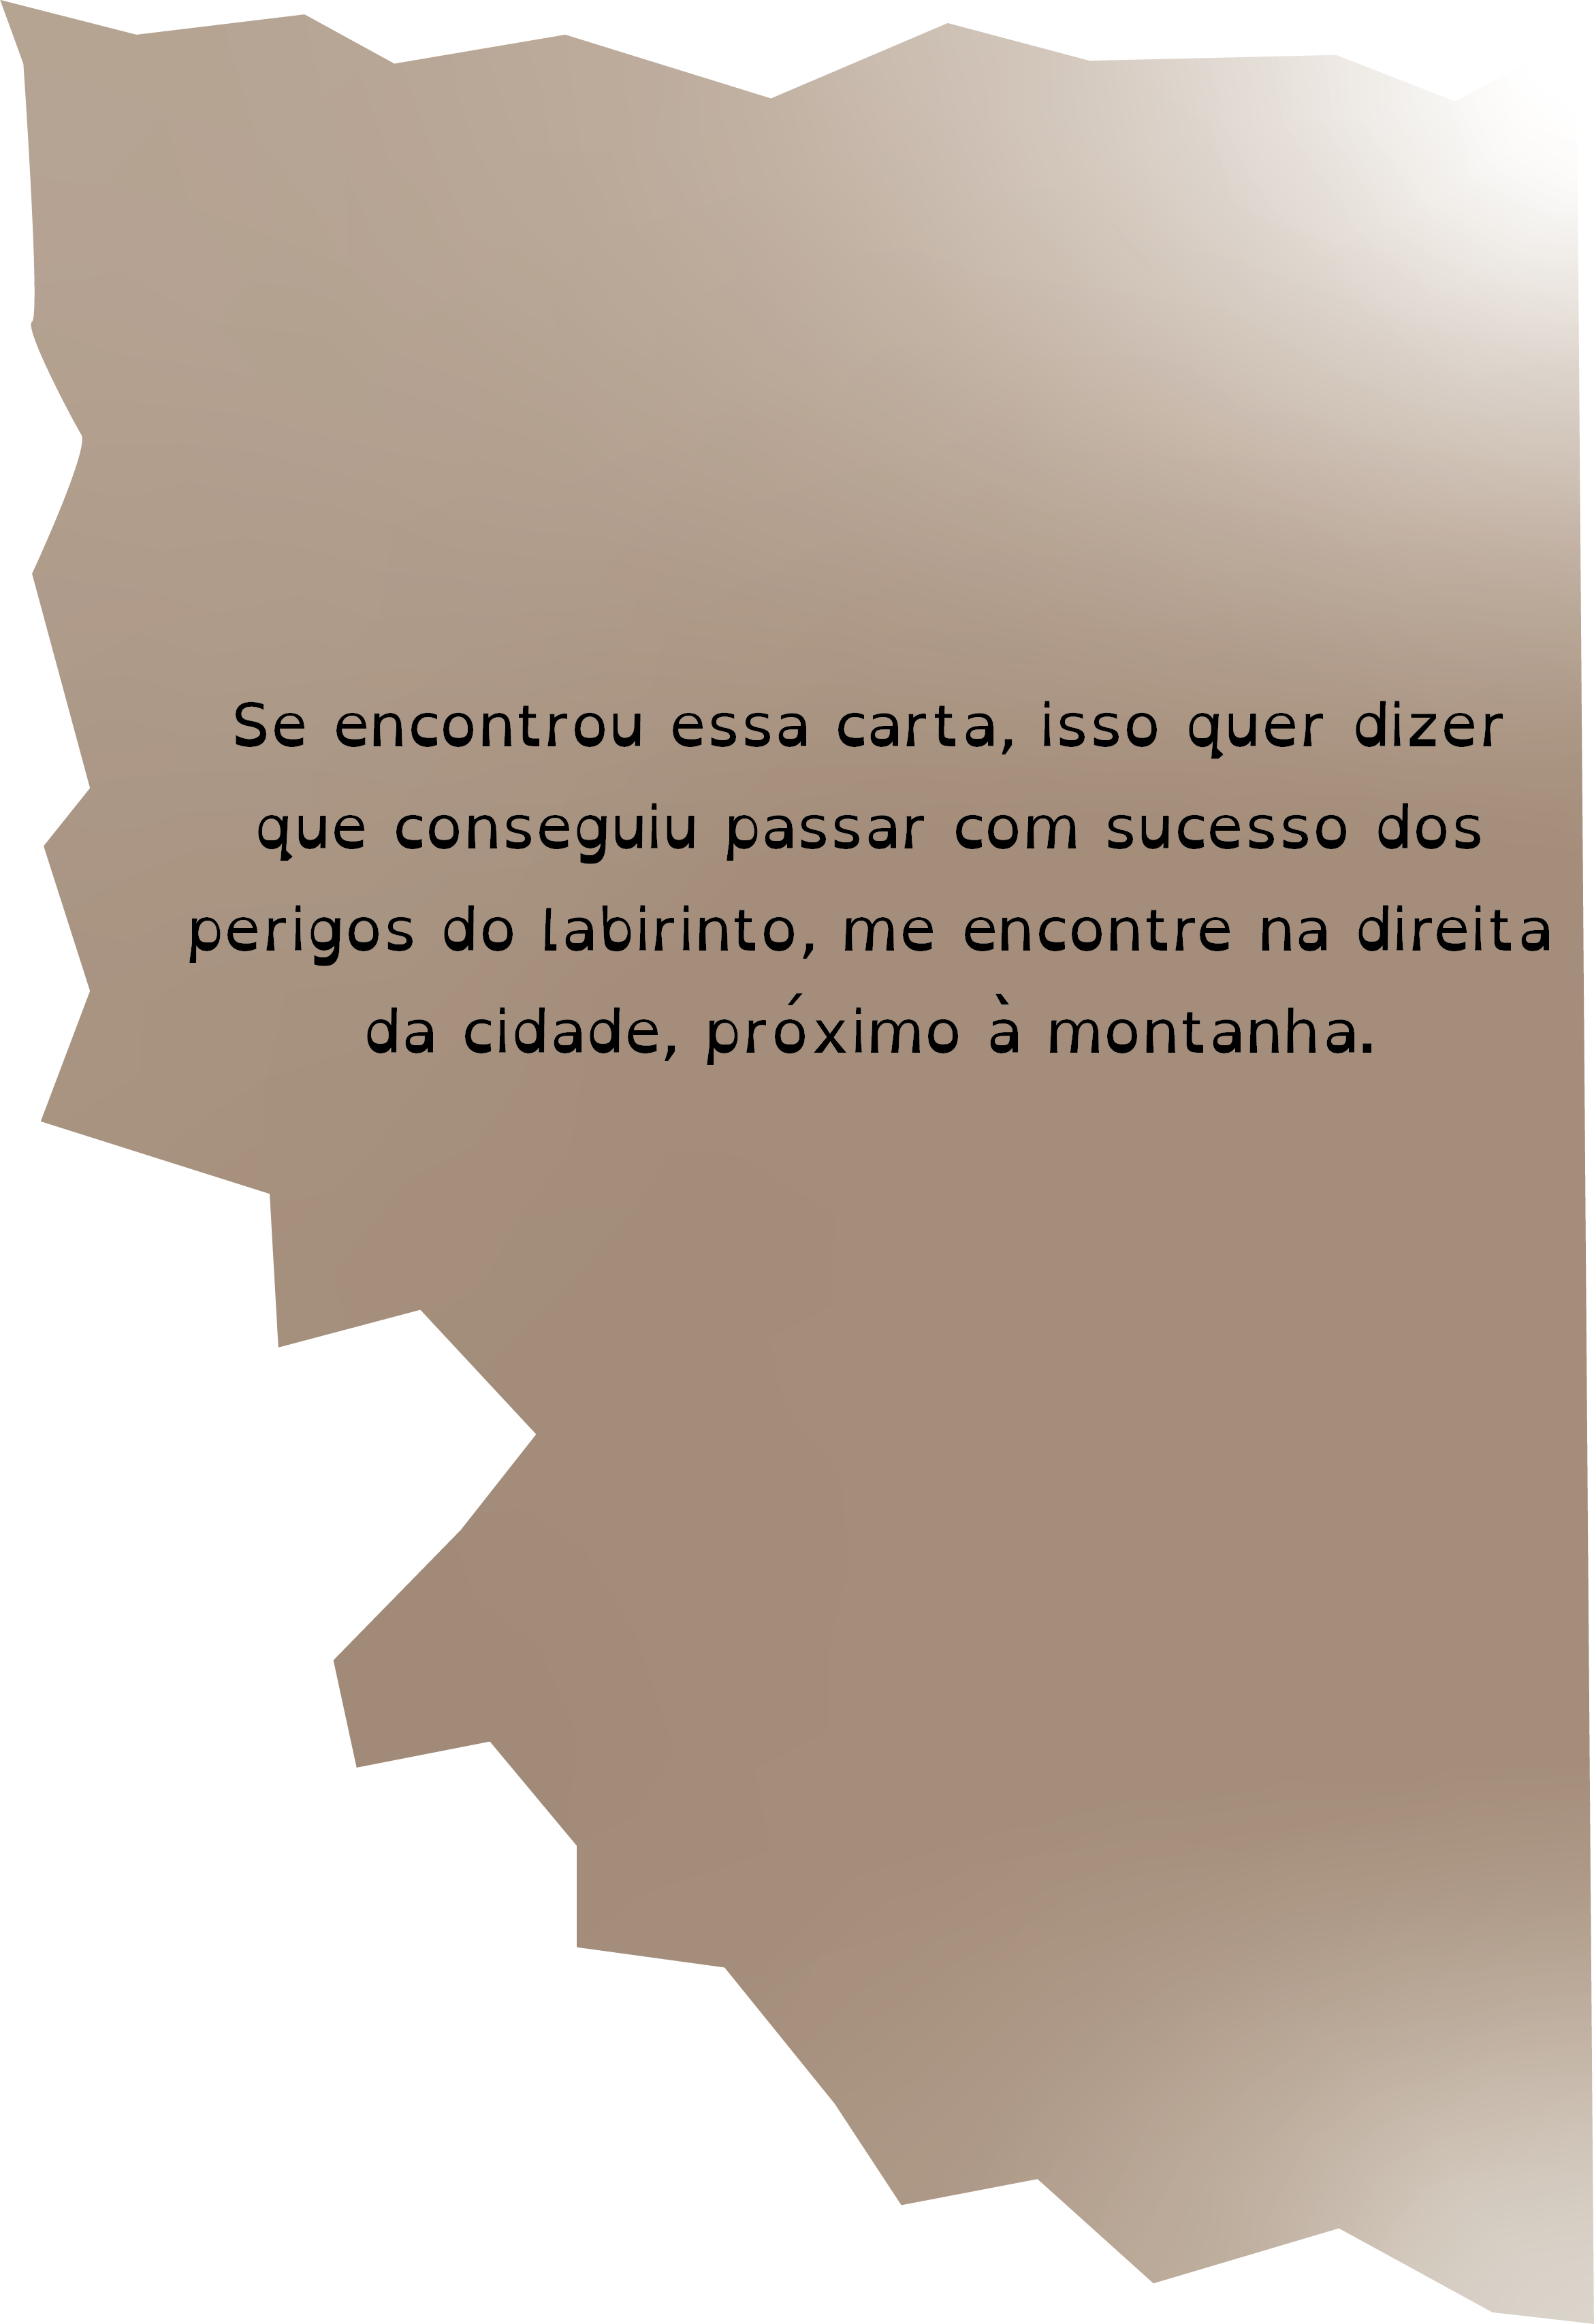 Se encontrou essa carta, isso quer dizer
que conseguiu passar com sucesso dos
perigos do labirinto, me encontre na direita
da cidade, próximo à montanha.